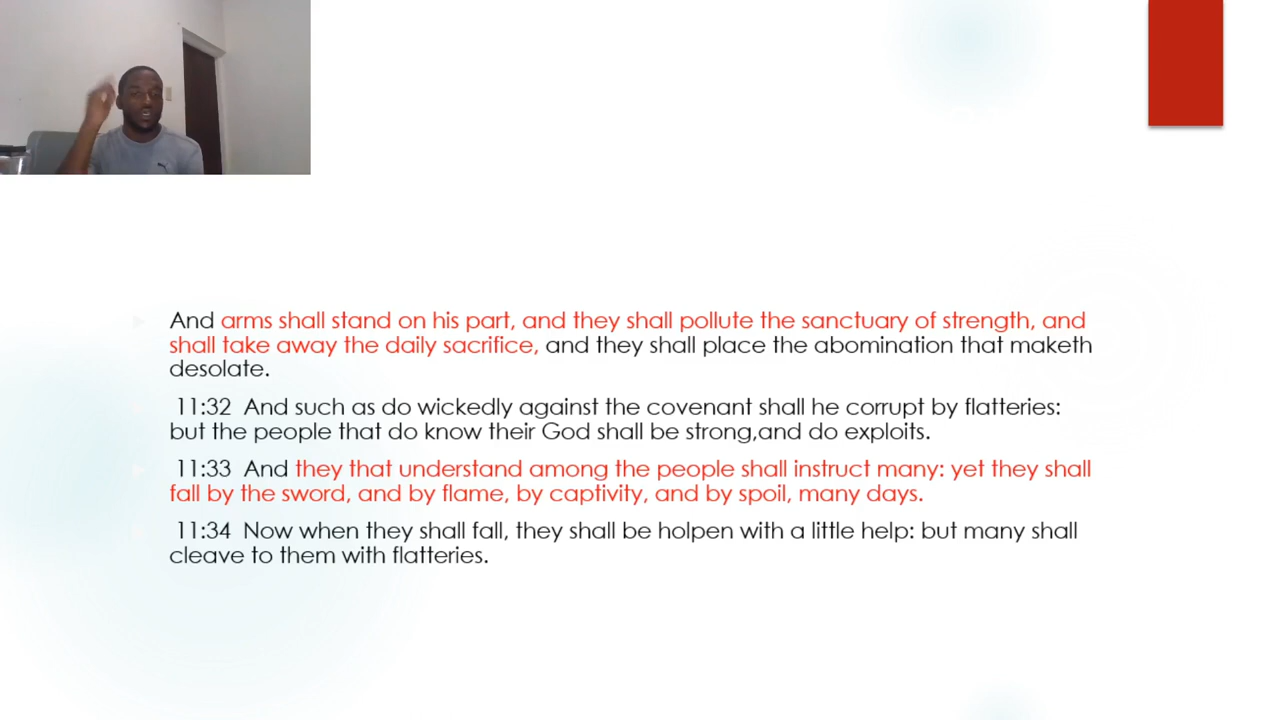 And arms shall stand on his part, and they shall pollute the sanctuary of strength, and
shall take away the daily sacrifice, and they shall place the abomination that maketh
desolate.
11:32 And such as do wickedly against the covenant shall he corrupt by flatteries:
but the people that do know their God shall be strong,and do exploits.
11:33 And they that understand among the people shall instruct many: yet they shall
fall by the sword, and by flame, by captivity, and by spoil, many days.
11:34 Now when they shall fall, they shall be holpen with a little help: but many shall
cleave to them with flatteries.